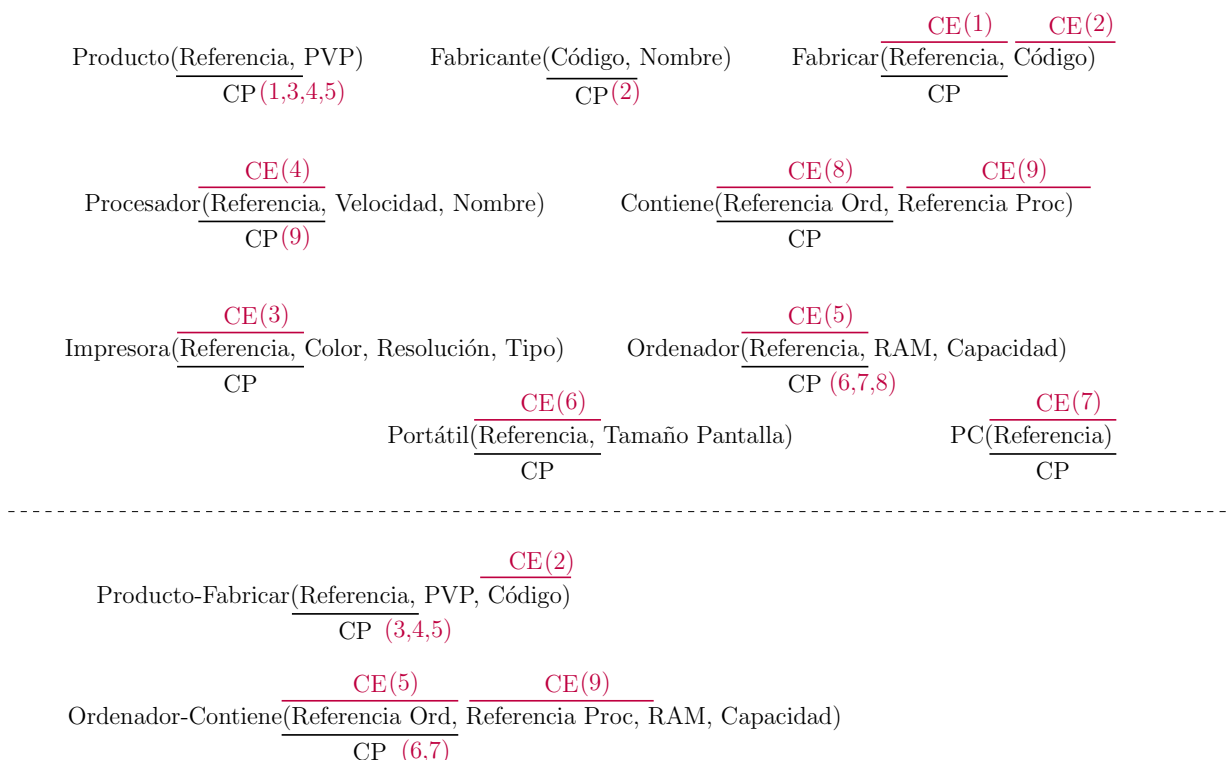 CE(1) CE(2)
Producto(Referencia, PVP) Fabricante(Código, Nombre) Fabricar(Referencia, Código)
CP(1,3,4,5) CP(2) CP
CE(4) CE(8) CE(9)
Procesador(Referencia, Velocidad, Nombre) Contiene(Referencia Ord, Referencia Proc)
CP(9) CP
CE(3) CE(5)
Impresora(Referencia, Color, Resolución, Tipo) Ordenador(Referencia, RAM, Capacidad)
CP CP (6,7,8)
CE(6) CE(7)
Portátil(Referencia, Tamaño Pantalla) PC(Referencia)
CP CP
CE(2)
Producto-Fabricar(Referencia, PVP, Código)
CP (3,4,5)
CE(5) CE(9)
Ordenador-Contiene(Referencia Ord, Referencia Proc, RAM, Capacidad)
CP (6,7)